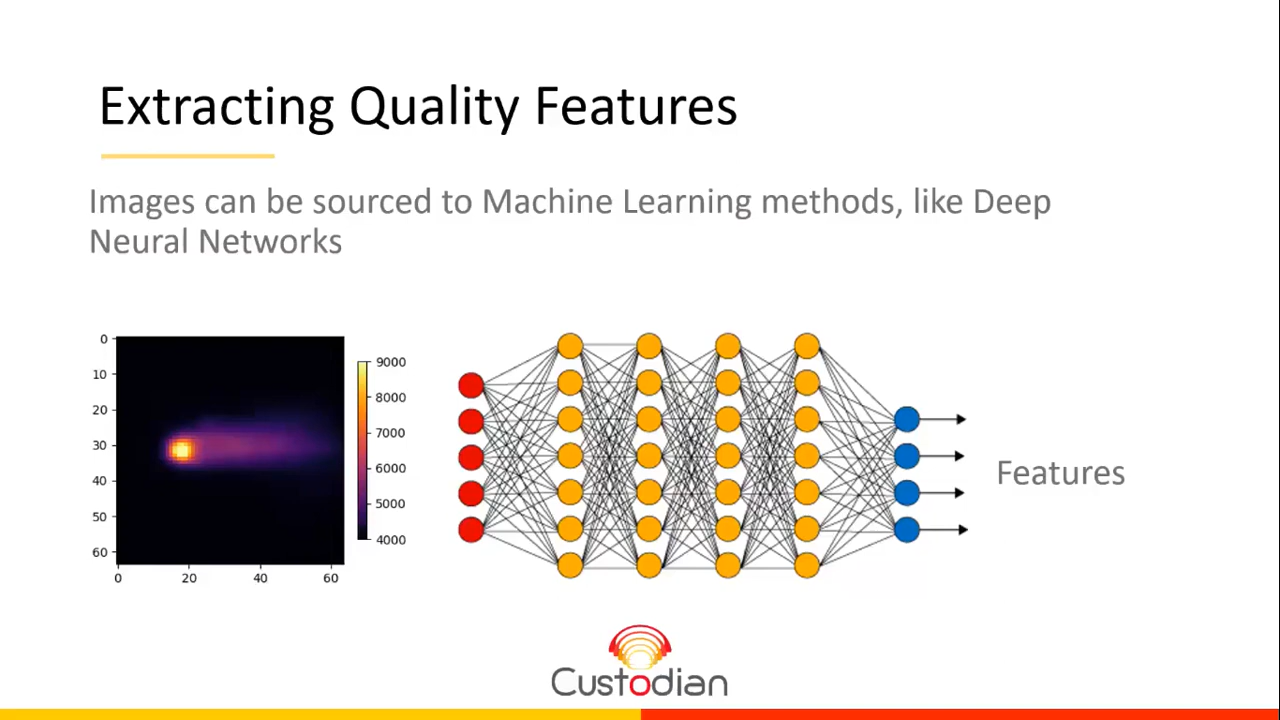 Extracting Quality Features
Images can be sourced to Machine Learning methods, like Deep
Neural Networks
0
10
20
30
40
50
60
0 20 40 60
9000
8000
7000
6000
5000
4000
Features
Custodian